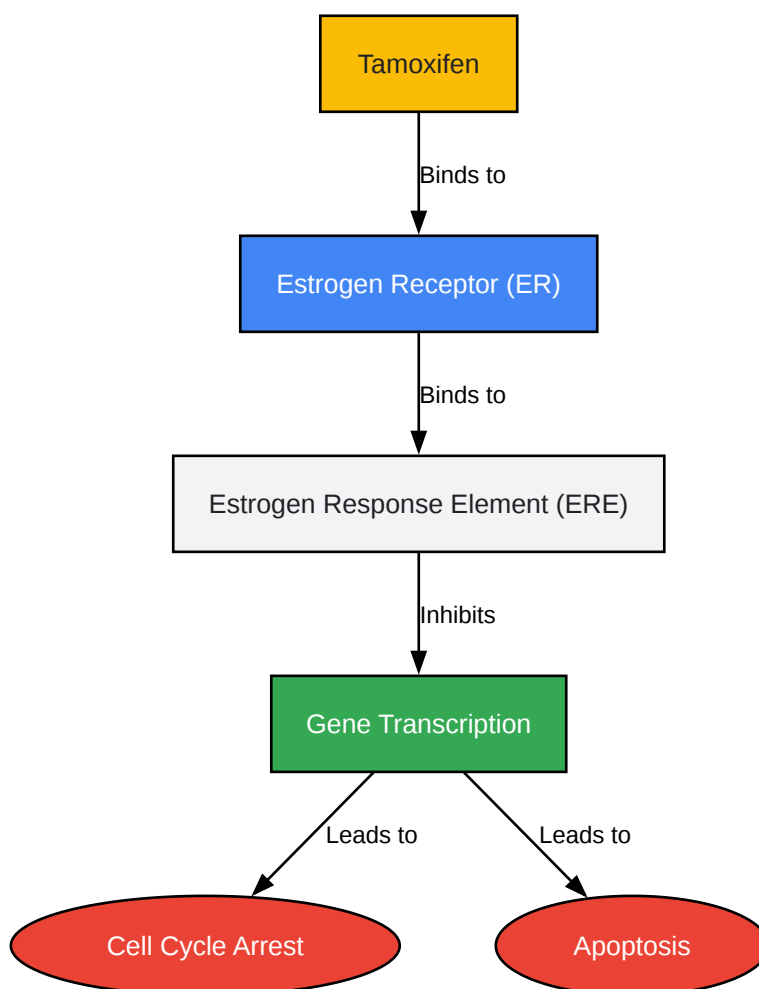 Tamoxifen
Binds to
Estrogen Receptor (ER)
Binds to
Estrogen Response Element (ERE)
Inhibits
Gene Transcription
Leads to
Leads to
Cell Cycle Arrest
Apoptosis